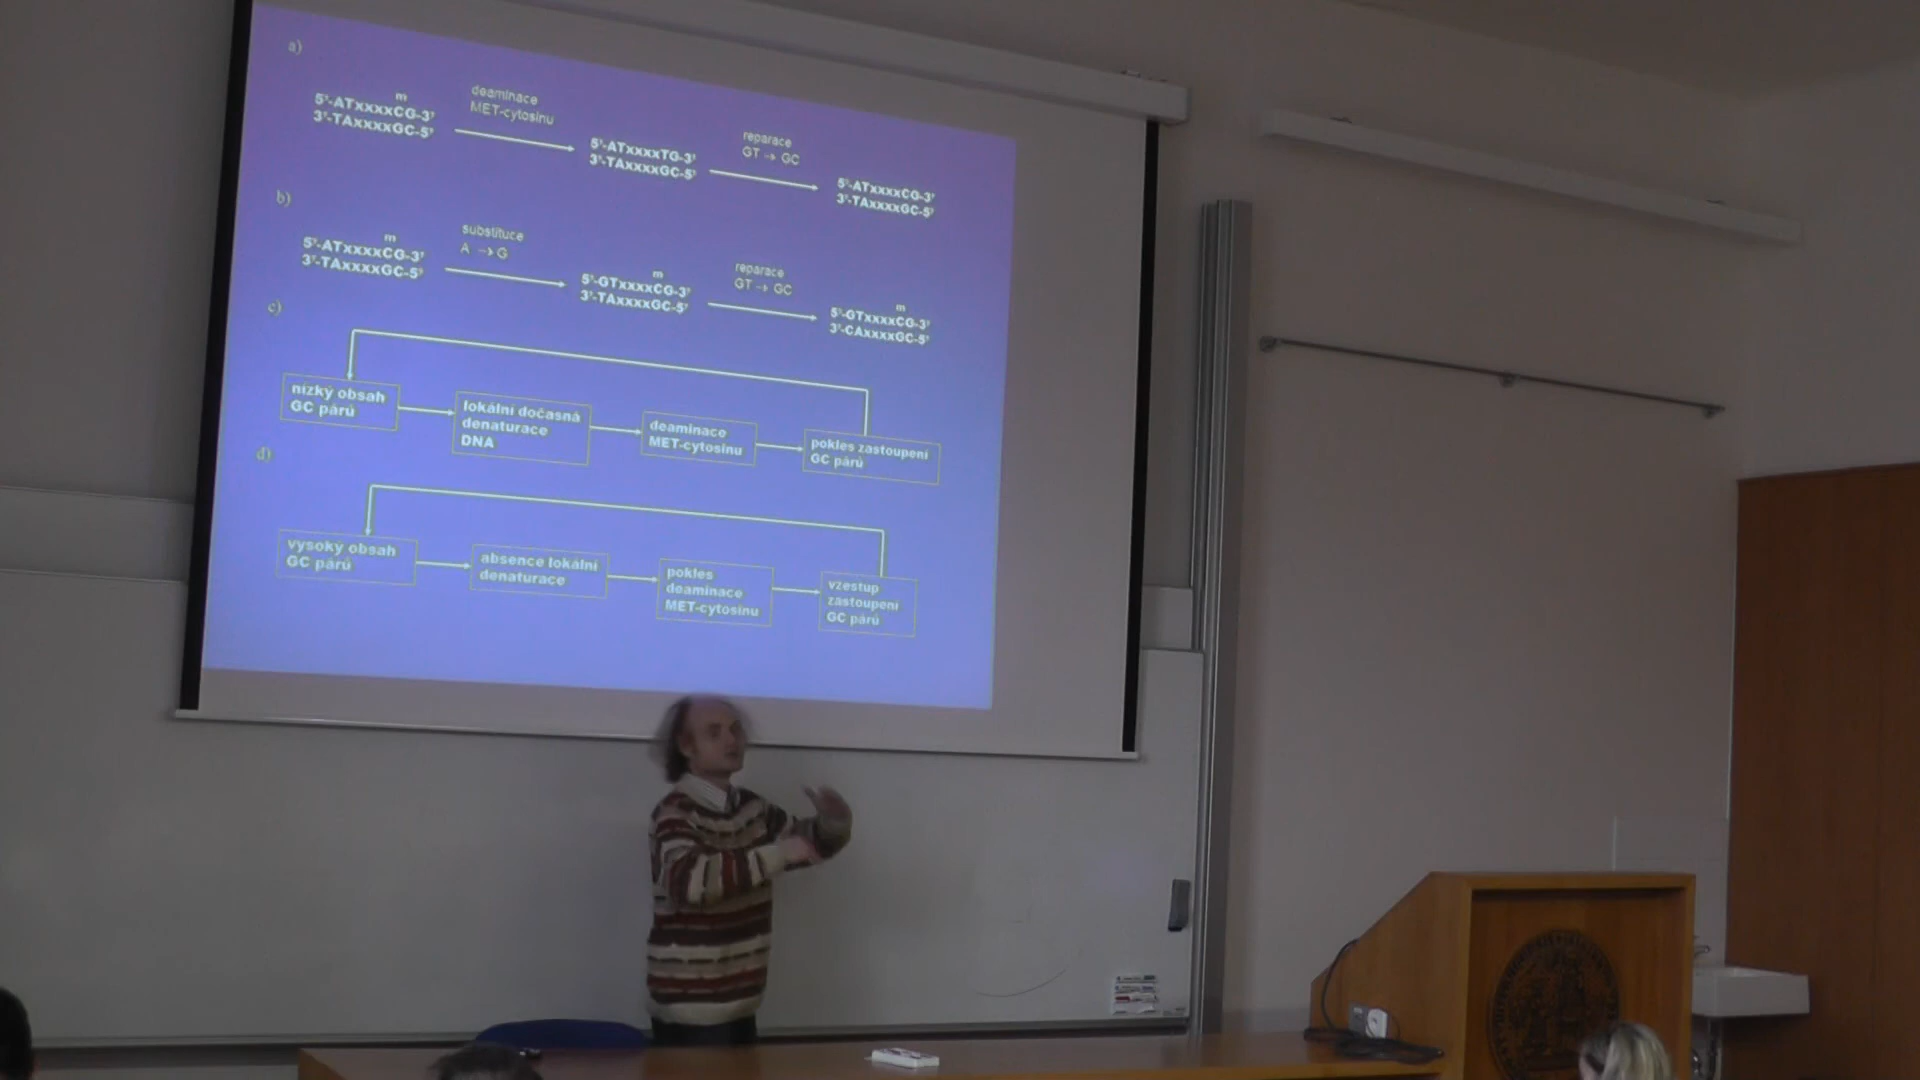 a)
m
5'-ATxxxxCG-3'
3'-TAxxxxGC-5'
deaminace
MET-cytosinu
5'-ATxxxxTG-3'
3'-TAxxxxGC-5'
reparace
GT → GC
5'-ATxxxxCG-3'
3'-TAxxxxGC-5'
b)
m
5'-ATxxxxCG-3'
3'-TAxxxxGC-5'
substituce
A → G
m
5'-GTxxxxCG-3'
3'-TAxxxxGC-5'
reparace
GT → GC
m
5'-GTxxxxCG-3'
3'-CAxxxxGC-5'
c)
nízký obsah
GC párů
lokální dočasná
denaturace
DNA
deaminace
MET-cytosinu
pokles zastoupení
GC párů
d)
vysoký obsah
GC párů
absence lokální
denaturace
pokles
deaminace
MET-cytosinu
vzestup
zastoupení
GC párů